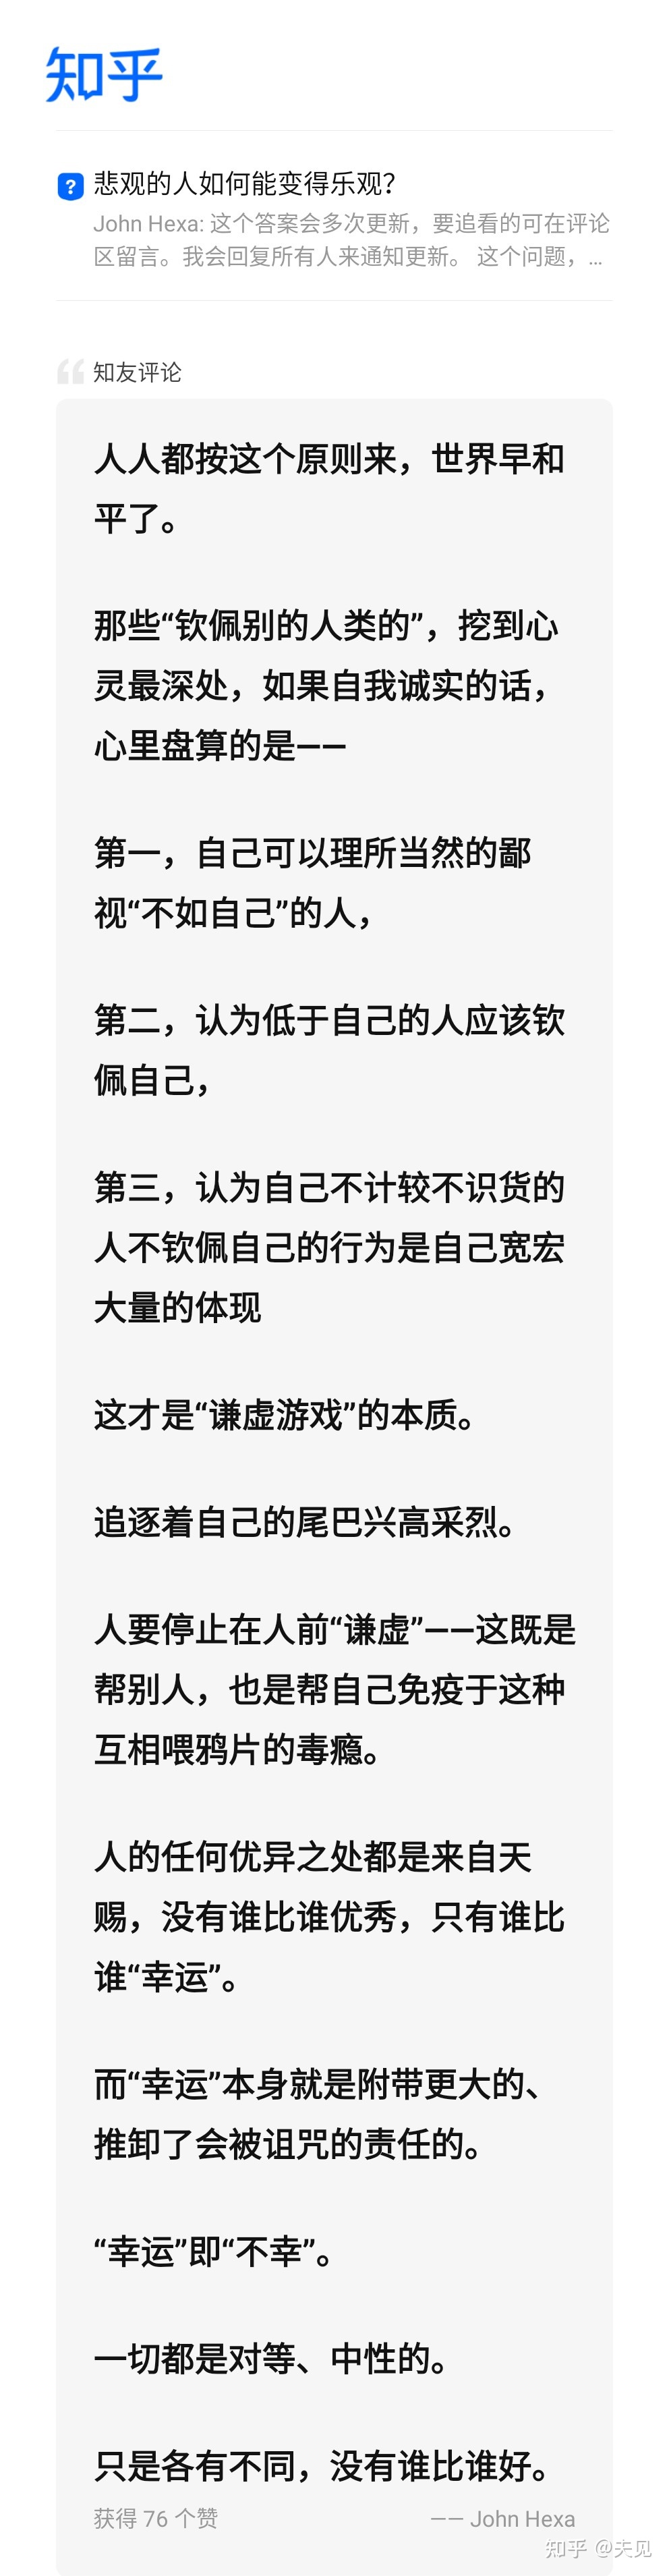 知乎
悲观的人如何能变得乐观？
John Hexa: 这个答案会多次更新，要追看的可在评论
区留言。我会回复所有人来通知更新。 这个问题，...
知友评论
人人都按这个原则来，世界早和
平了。
那些“钦佩别的人类的”，挖到心
灵最深处，如果自我诚实的话，
心里盘算的是——
第一，自己可以理所当然的鄙
视“不如自己”的人，
第二，认为低于自己的人应该钦
佩自己，
第三，认为自己不计较不识货的
人不钦佩自己的行为是自己宽宏
大量的体现
这才是“谦虚游戏”的本质。
追逐着自己的尾巴兴高采烈。
人要停止在人前“谦虚”——这既是
帮别人，也是帮自己免疫于这种
互相喂鸦片的毒瘾。
人的任何优异之处都是来自天
赐，没有谁比谁优秀，只有谁比
谁“幸运”。
而“幸运”本身就是附带更大的、
推卸了会被诅咒的责任的。
“幸运”即“不幸”。
一切都是对等、中性的。
只是各有不同，没有谁比谁好。
获得 76 个赞
—— John Hexa
知乎 @夫见